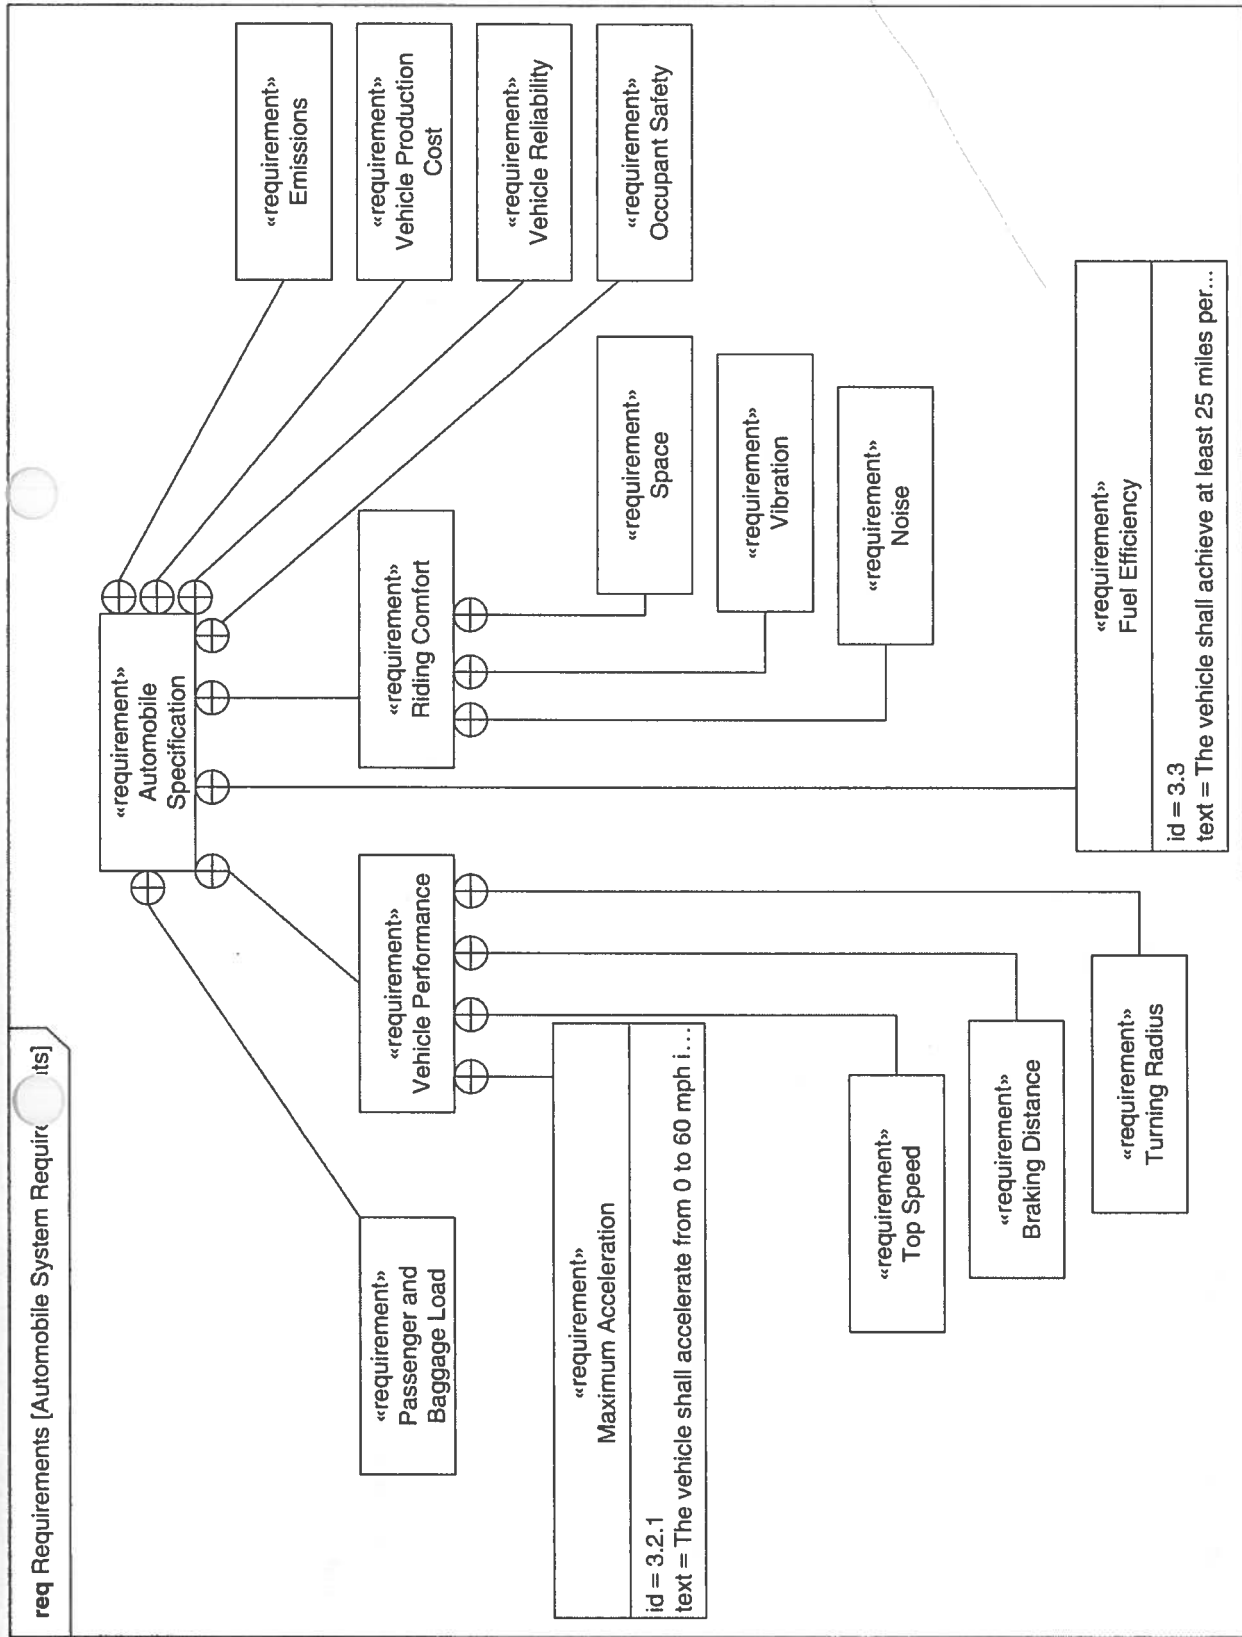 req Requirements [Automobile System Require ts]
«requirement»
Automobile
Specification
«requirement»
Passenger and
Baggage Load
«requirement»
Vehicle Performance
«requirement»
Riding Comfort
«requirement»
Emissions
«requirement»
Vehicle Production
Cost
«requirement»
Vehicle Reliability
«requirement»
Occupant Safety
«requirement»
Maximum Acceleration
id = 3.2.1
text = The vehicle shall accelerate from 0 to 60 mph i...
«requirement»
Top Speed
«requirement»
Braking Distance
«requirement»
Turning Radius
«requirement»
Space
«requirement»
Vibration
«requirement»
Noise
«requirement»
Fuel Efficiency
id = 3.3
text = The vehicle shall achieve at least 25 miles per...